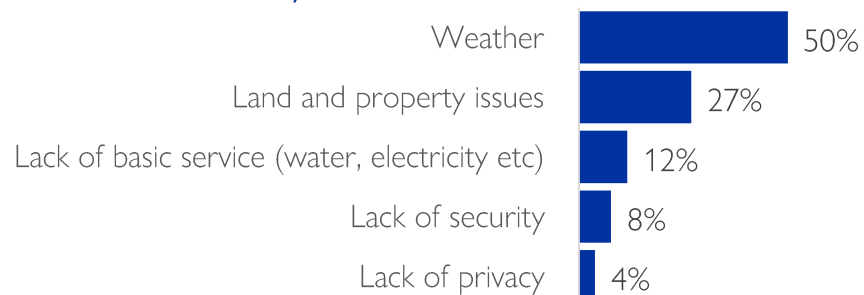 Weather 50%
Land and property issues 27%
Lack of basic service (water, electricity etc) 12%
Lack of security 8%
Lack of privacy 4%